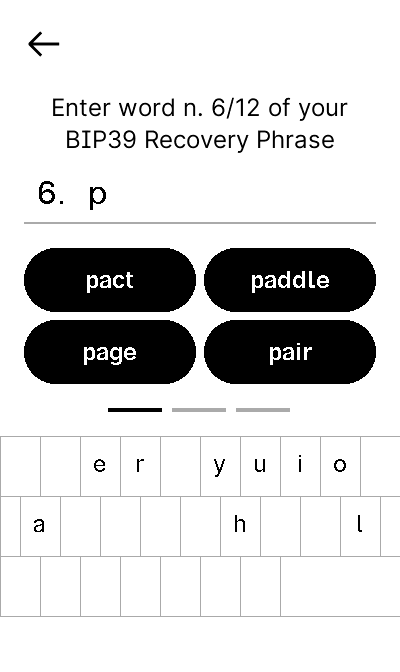 Enter word n. 6/12 of your
BIP39 Recovery Phrase
6. p
pact paddle
page pair
e r y u i o
a h l